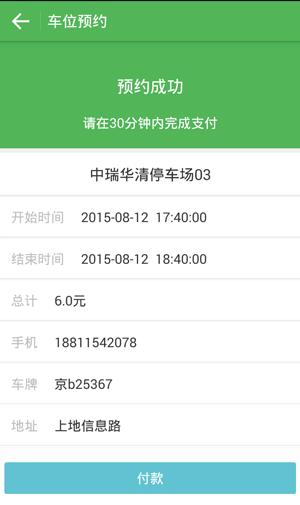 车位预约
预约成功
请在30分钟内完成支付
中瑞华清停车场03
开始时间 2015-08-12 17:40:00
结束时间 2015-08-12 18:40:00
总计 6.0元
手机 18811542078
车牌 京b25367
地址 上地信息路
付款